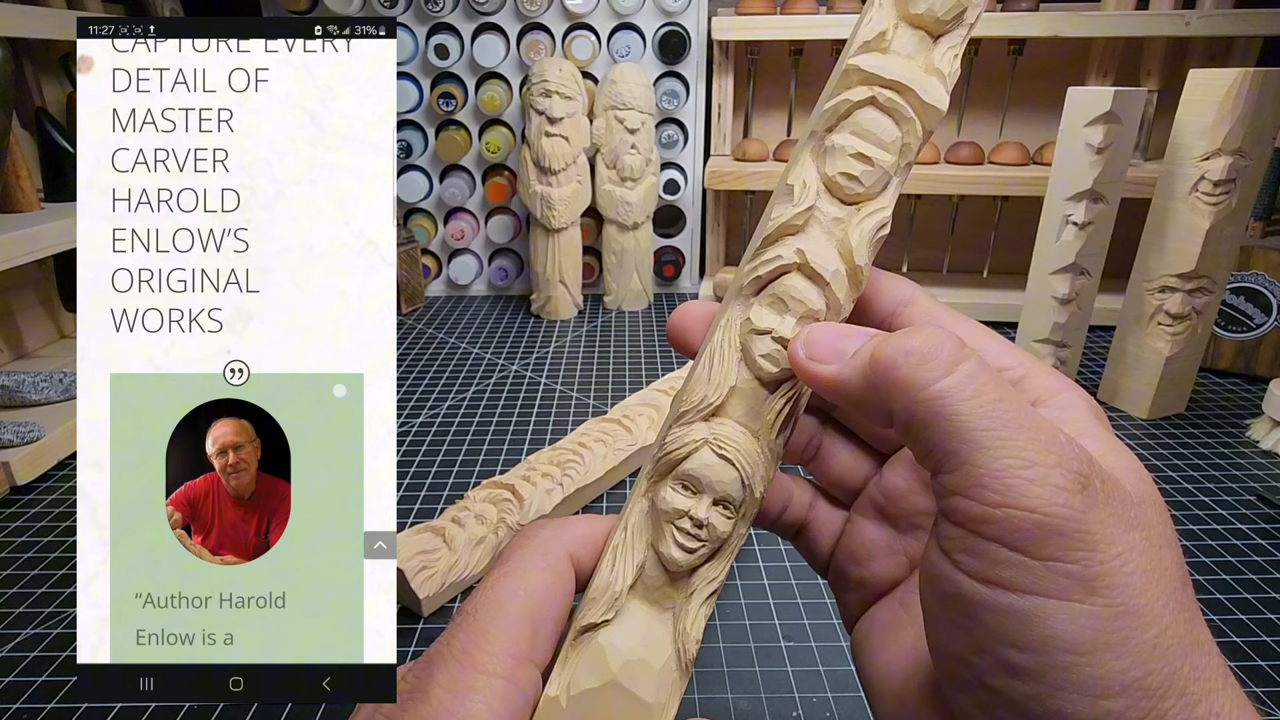 11:27
31%
CAPTURE EVERY
DETAIL OF
MASTER
CARVER
HAROLD
ENLOW’S
ORIGINAL
WORKS
”
“Author Harold
Enlow is a